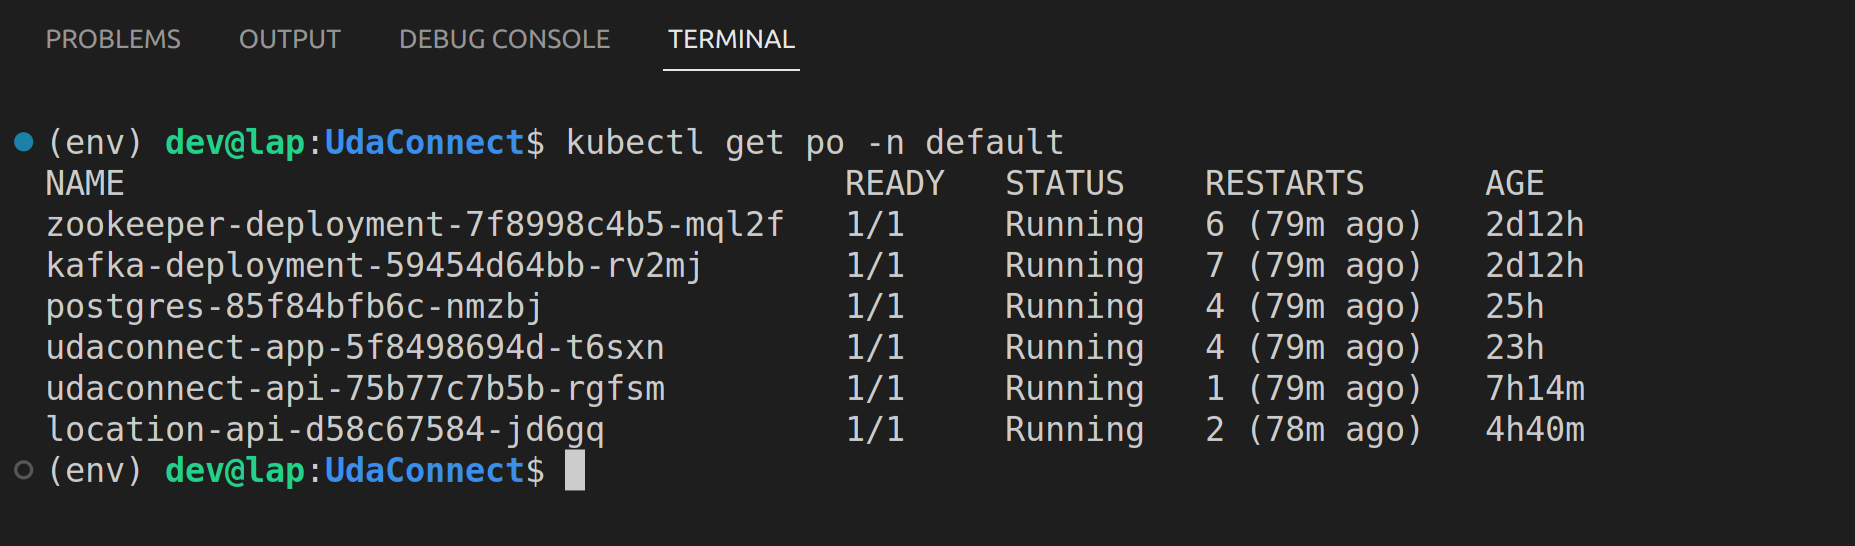 PROBLEMS OUTPUT DEBUG CONSOLE TERMINAL
(env) dev@lap:UdaConnect$ kubectl get po -n default
NAME READY STATUS RESTARTS AGE
zookeeper-deployment-7f8998c4b5-mql2f 1/1 Running 6 (79m ago) 2d12h
kafka-deployment-59454d64bb-rv2mj 1/1 Running 7 (79m ago) 2d12h
postgres-85f84bfb6c-nmzbj 1/1 Running 4 (79m ago) 25h
udaconnect-app-5f8498694d-t6sxn 1/1 Running 4 (79m ago) 23h
udaconnect-api-75b77c7b5b-rgfsm 1/1 Running 1 (79m ago) 7h14m
location-api-d58c67584-jd6gq 1/1 Running 2 (78m ago) 4h40m
(env) dev@lap:UdaConnect$